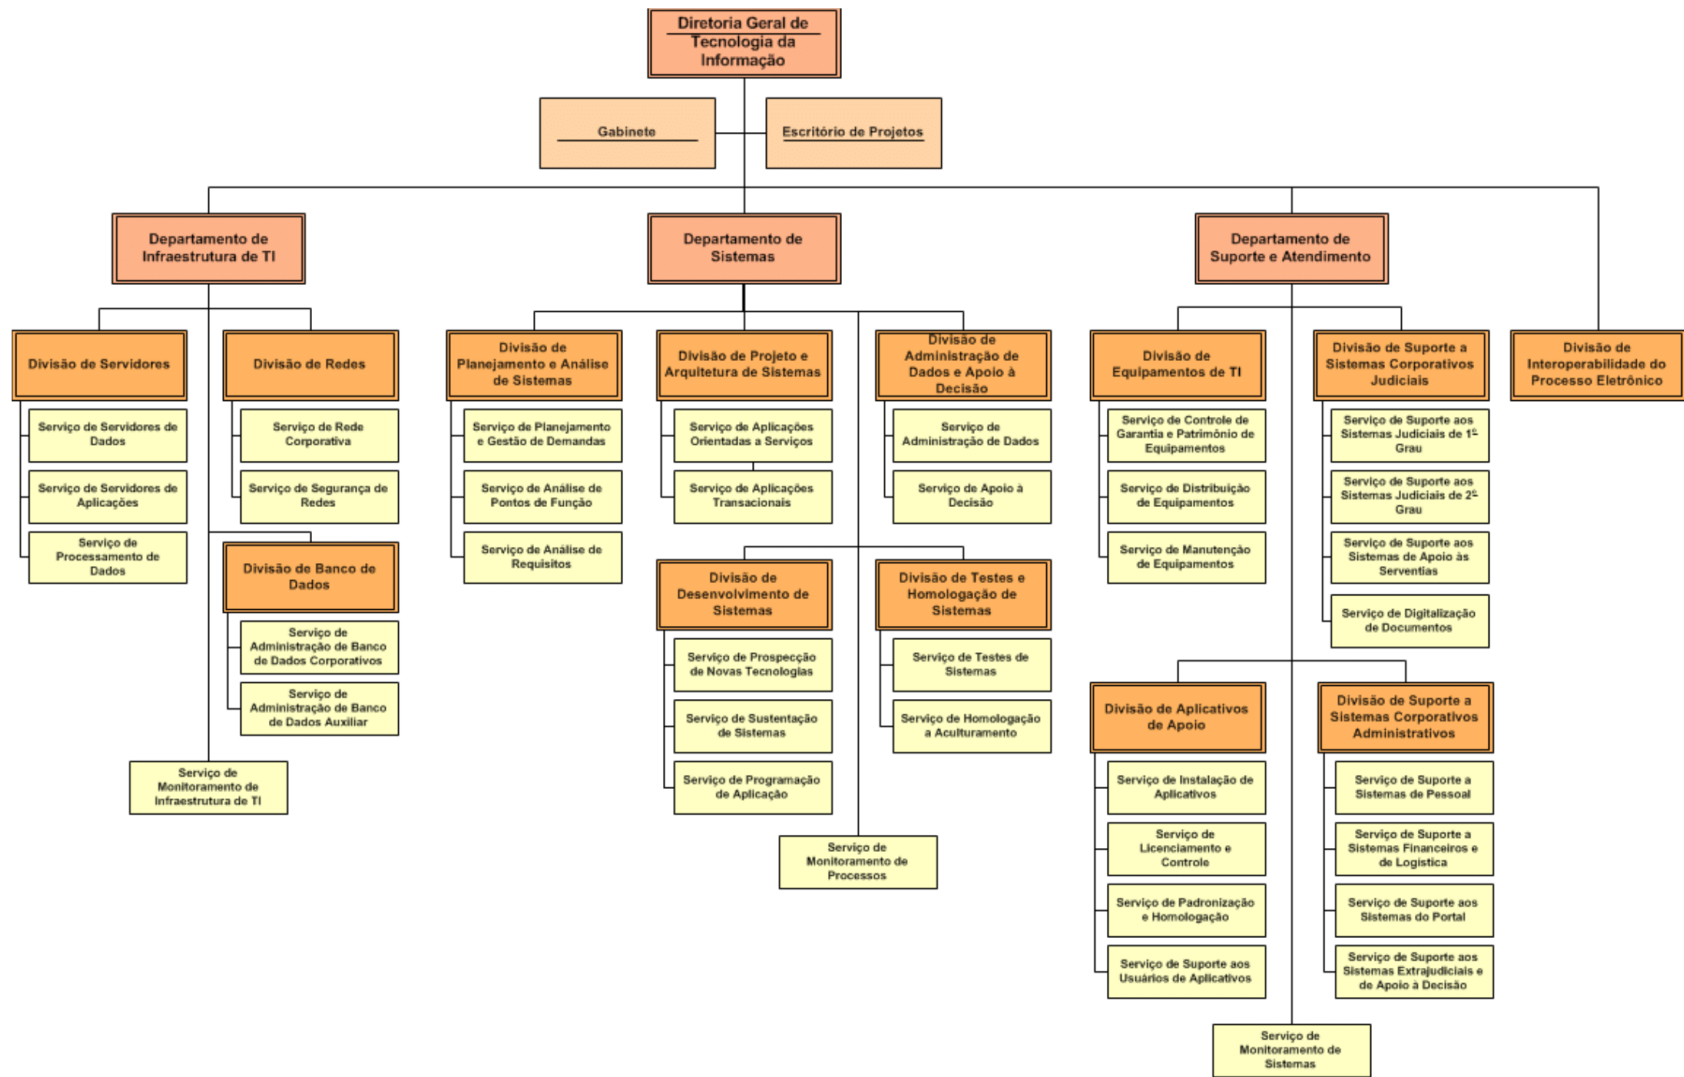 Diretoria Geral de
Tecnologia da
Informação
Gabinete
Escritório de Projetos
Departamento de
Infraestrutura de TI
Departamento de
Sistemas
Departamento de
Suporte e Atendimento
Divisão de Servidores
Serviço de Servidores de
Dados
Serviço de Servidores de
Aplicações
Serviço de
Processamento de
Dados
Divisão de Redes
Serviço de Rede
Corporativa
Serviço de Segurança de
Redes
Divisão de Banco de
Dados
Serviço de
Administração de Banco
de Dados Corporativos
Serviço de
Administração de Banco
de Dados Auxiliar
Serviço de
Monitoramento de
Infraestrutura de TI
Divisão de
Planejamento e Análise
de Sistemas
Serviço de Planejamento
e Gestão de Demandas
Serviço de Análise de
Pontos de Função
Serviço de Análise de
Requisitos
Divisão de Projeto e
Arquitetura de Sistemas
Serviço de Aplicações
Orientadas a Serviços
Serviço de Aplicações
Transacionais
Divisão de
Administração de
Dados e Apoio à
Decisão
Serviço de
Administração de Dados
Serviço de Apoio à
Decisão
Divisão de
Desenvolvimento de
Sistemas
Serviço de Prospecção
de Novas Tecnologias
Serviço de Sustentação
de Sistemas
Serviço de Programação
de Aplicação
Divisão de Testes e
Homologação de
Sistemas
Serviço de Testes de
Sistemas
Serviço de Homologação
a Aculturamento
Serviço de
Monitoramento de
Processos
Divisão de
Equipamentos de TI
Serviço de Controle de
Garantia e Patrimônio de
Equipamentos
Serviço de Distribuição
de Equipamentos
Serviço de Manutenção
de Equipamentos
Divisão de Suporte a
Sistemas Corporativos
Judiciais
Serviço de Suporte aos
Sistemas Judiciais de 1º
Grau
Serviço de Suporte aos
Sistemas Judiciais de 2º
Grau
Serviço de Suporte aos
Sistemas de Apoio às
Serventias
Serviço de Digitalização
de Documentos
Divisão de Aplicativos
de Apoio
Serviço de Instalação de
Aplicativos
Serviço de
Licenciamento e
Controle
Serviço de Padronização
e Homologação
Serviço de Suporte aos
Usuários de Aplicativos
Divisão de Suporte a
Sistemas Corporativos
Administrativos
Serviço de Suporte a
Sistemas de Pessoal
Serviço de Suporte a
Sistemas Financeiros e
de Logística
Serviço de Suporte aos
Sistemas do Portal
Serviço de Suporte aos
Sistemas Extrajudiciais e
de Apoio à Decisão
Serviço de
Monitoramento de
Sistemas
Divisão de
Interoperabilidade do
Processo Eletrônico